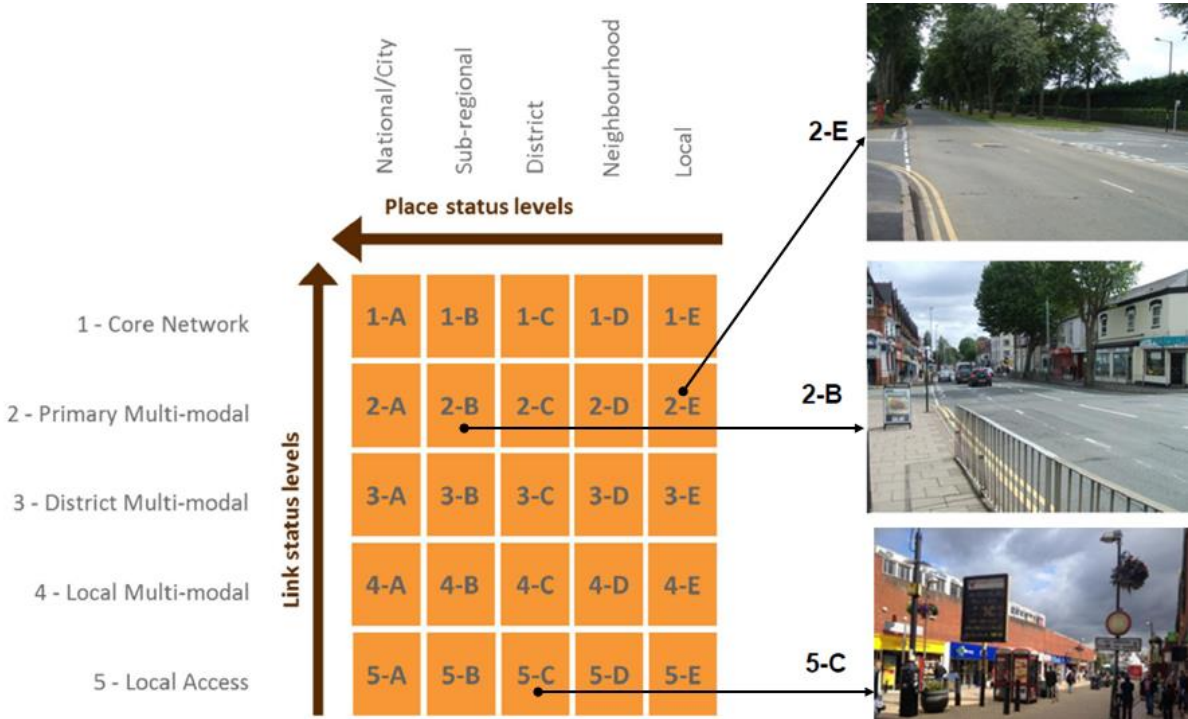 National/City
Sub-regional
District
Neighbourhood
Local
Place status levels
Link status levels
1 - Core Network
1-A 1-B 1-C 1-D 1-E
2 - Primary Multi-modal
2-A 2-B 2-C 2-D 2-E
3 - District Multi-modal
3-A 3-B 3-C 3-D 3-E
4 - Local Multi-modal
4-A 4-B 4-C 4-D 4-E
5 - Local Access
5-A 5-B 5-C 5-D 5-E
2-E
2-B
5-C